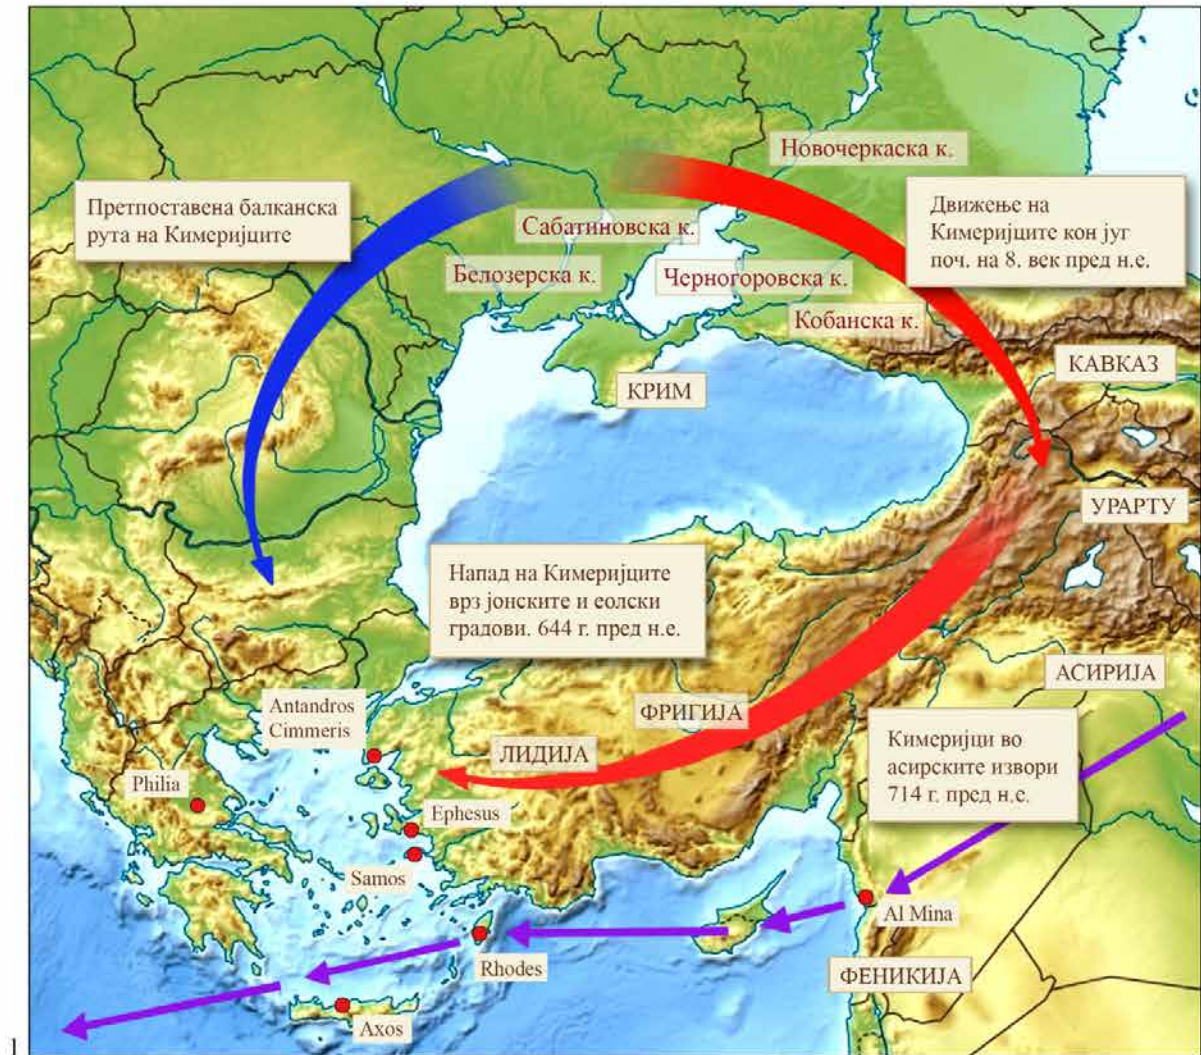 Новочеркаска к.
Претпоставена балканска
рута на Кимеријците
Движење на
Кимеријците кон југ
поч. на 8. век пред н.е.
Сабатиновска к.
Белозерска к.
Черногоровска к.
Кобанска к.
КАВКАЗ
КРИМ
УРАРТУ
Напад на Кимеријците
врз јонските и еолски
градови. 644 г. пред н.е.
АСИРИЈА
Antandros
Cimmeris
ФРИГИЈА
ЛИДИЈА
Кимеријци во
асирските извори
714 г. пред н.е.
Philia
Ephesus
Samos
Al Mina
Rhodes
ФЕНИКИЈА
Axos
1